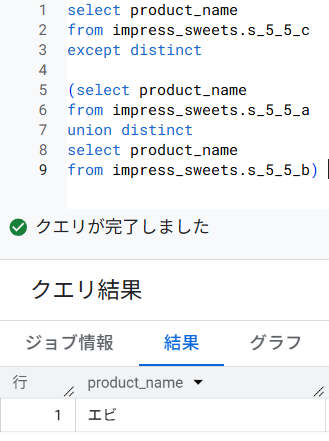 1 select product_name
2 from impress_sweets.s_5_5_c
3 except distinct
4
5 (select product_name
6 from impress_sweets.s_5_5_a
7 union distinct
8 select product_name
9 from impress_sweets.s_5_5_b)
クエリが完了しました
クエリ結果
ジョブ情報 結果 グラフ
行 product_name
1 エビ